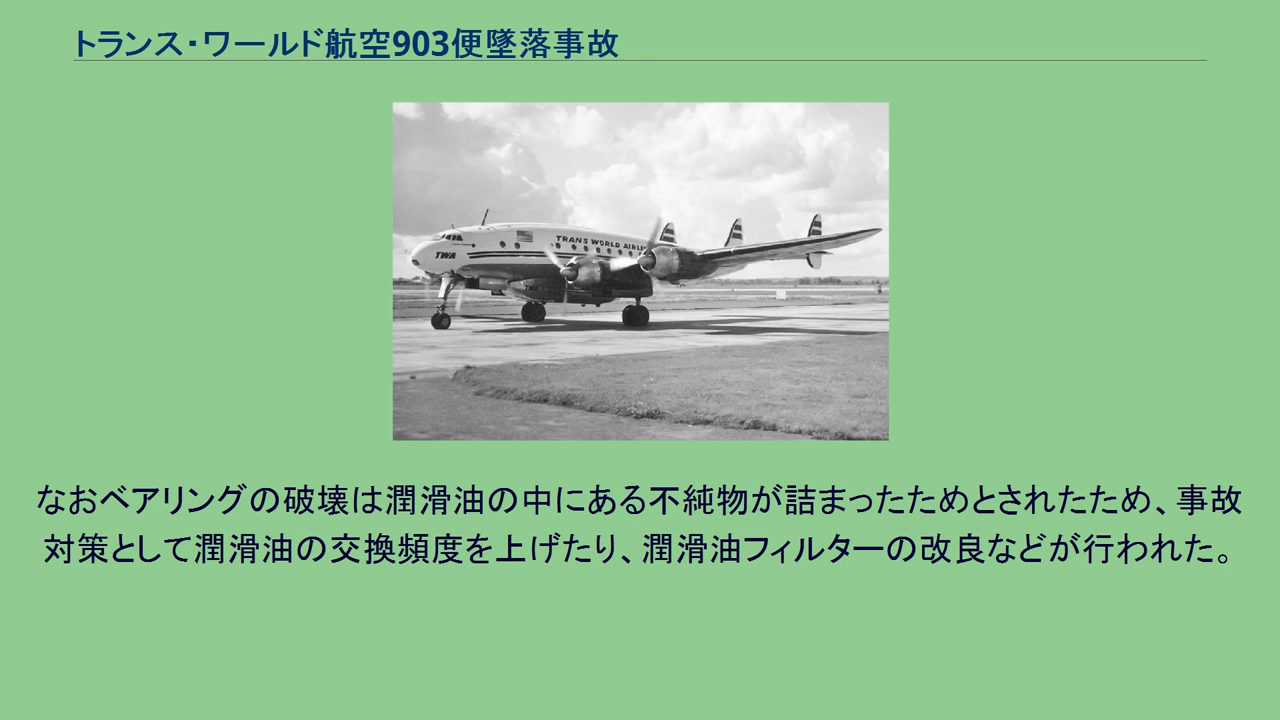 トランス・ワールド航空903便墜落事故
TRANS WORLD AIRLIN
TWA
なおベアリングの破壊は潤滑油の中にある不純物が詰まったためとされたため、事故
対策として潤滑油の交換頻度を上げたり、潤滑油フィルターの改良などが行われた。